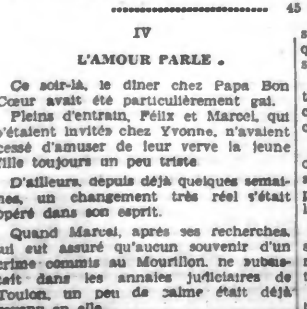 45
IV
L'AMOUR PARLE.
Ce soir-là, le dîner chez Papa Bon
Cœur avait été particulièrement gai.
Pleins d'entrain, Félix et Marcel, qui
s'étaient invités chez Yvonne, n'avaient
cessé d'amuser de leur verve la jeune
fille toujours un peu triste
D'ailleurs, depuis déjà quelques semai-
nes, un changement très réel s'était
opéré dans son esprit.
Quand Marcel, après ses recherches,
lui eut assuré qu'aucun souvenir d'un
crime commis au Mourillon, ne subsis-
tait dans les annales judiciaires de
Toulon, un peu de calme était déjà
en elle